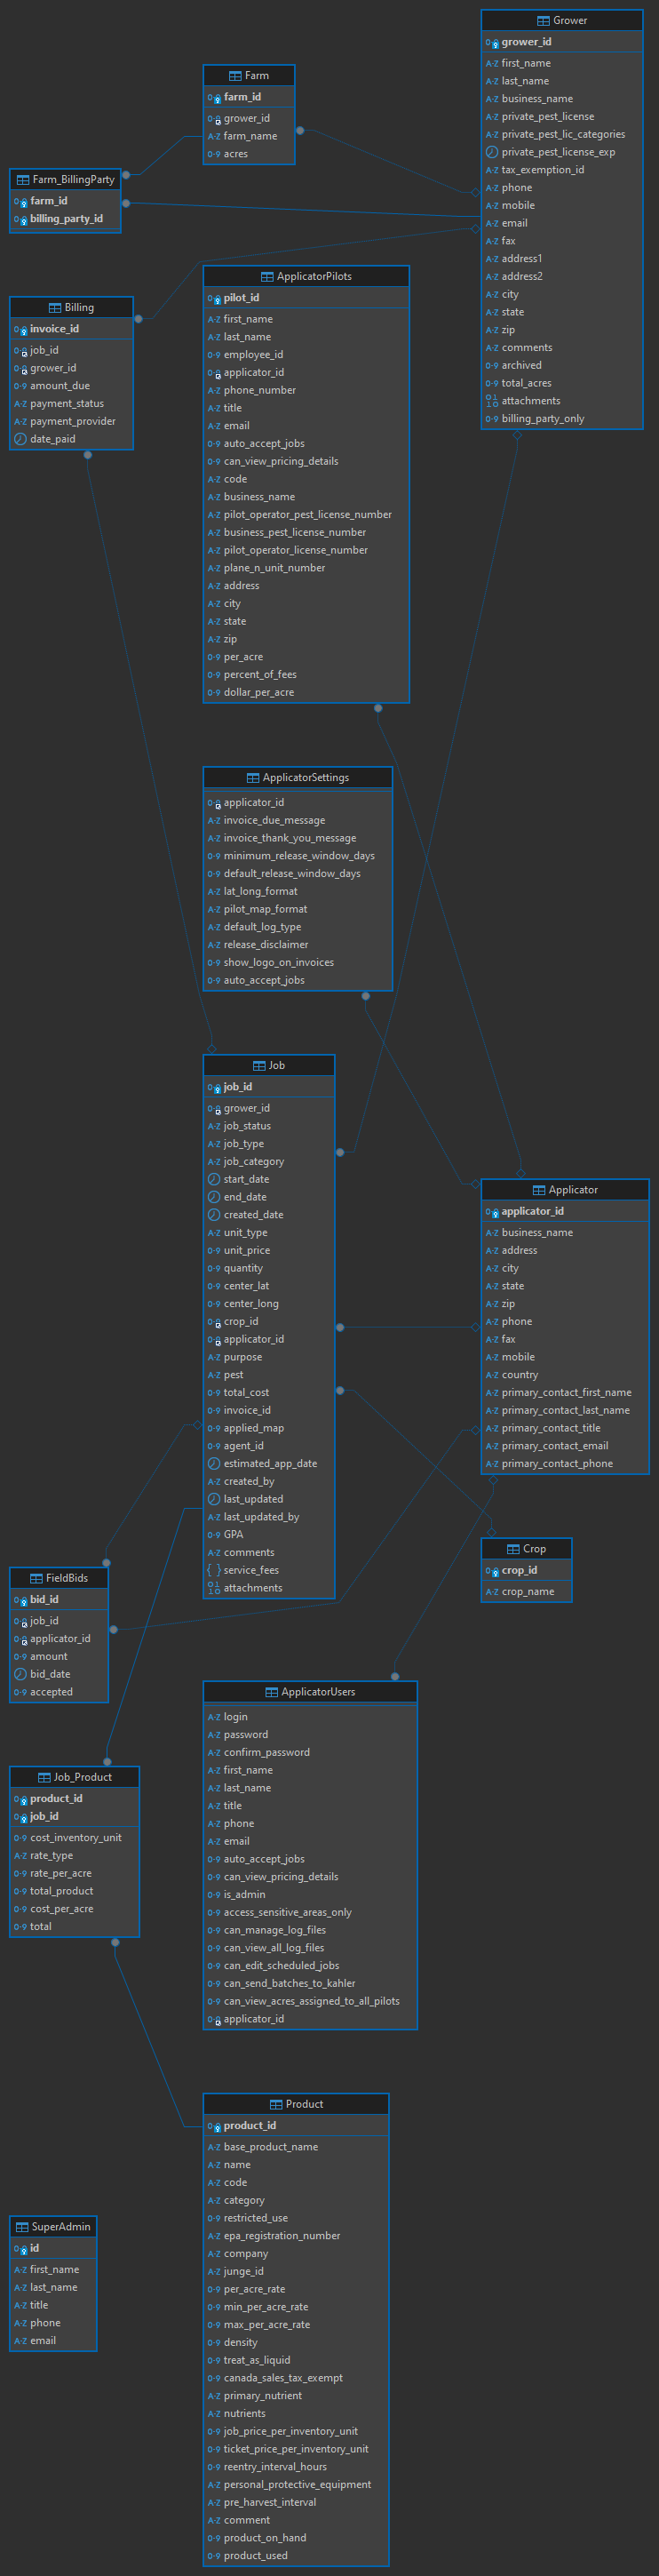 Grower
grower_id
first_name
last_name
business_name
private_pest_license
private_pest_lic_categories
private_pest_license_exp
tax_exemption_id
phone
mobile
email
fax
address1
address2
city
state
zip
comments
archived
total_acres
attachments
billing_party_only
Farm
farm_id
grower_id
farm_name
acres
Farm_BillingParty
farm_id
billing_party_id
Billing
invoice_id
job_id
grower_id
amount_due
payment_status
payment_provider
date_paid
ApplicatorPilots
pilot_id
first_name
last_name
employee_id
applicator_id
phone_number
title
email
auto_accept_jobs
can_view_pricing_details
code
business_name
pilot_operator_pest_license_number
business_pest_license_number
pilot_operator_license_number
plane_n_unit_number
address
city
state
zip
per_acre
percent_of_fees
dollar_per_acre
ApplicatorSettings
applicator_id
invoice_due_message
invoice_thank_you_message
minimum_release_window_days
default_release_window_days
lat_long_format
pilot_map_format
default_log_type
release_disclaimer
show_logo_on_invoices
auto_accept_jobs
Job
job_id
grower_id
job_status
job_type
job_category
start_date
end_date
created_date
unit_type
unit_price
quantity
center_lat
center_long
crop_id
applicator_id
purpose
pest
total_cost
invoice_id
applied_map
agent_id
estimated_app_date
created_by
last_updated
last_updated_by
GPA
comments
service_fees
attachments
Applicator
applicator_id
business_name
address
city
state
zip
phone
fax
mobile
country
primary_contact_first_name
primary_contact_last_name
primary_contact_title
primary_contact_email
primary_contact_phone
Crop
crop_id
crop_name
FieldBids
bid_id
job_id
applicator_id
amount
bid_date
accepted
ApplicatorUsers
login
password
confirm_password
first_name
last_name
title
phone
email
auto_accept_jobs
can_view_pricing_details
is_admin
access_sensitive_areas_only
can_manage_log_files
can_view_all_log_files
can_edit_scheduled_jobs
can_send_batches_to_kahler
can_view_acres_assigned_to_all_pilots
applicator_id
Job_Product
product_id
job_id
cost_inventory_unit
rate_type
rate_per_acre
total_product
cost_per_acre
total
Product
product_id
base_product_name
name
code
category
restricted_use
epa_registration_number
company
junge_id
per_acre_rate
min_per_acre_rate
max_per_acre_rate
density
treat_as_liquid
canada_sales_tax_exempt
primary_nutrient
nutrients
job_price_per_inventory_unit
ticket_price_per_inventory_unit
reentry_interval_hours
personal_protective_equipment
pre_harvest_interval
comment
product_on_hand
product_used
SuperAdmin
id
first_name
last_name
title
phone
email